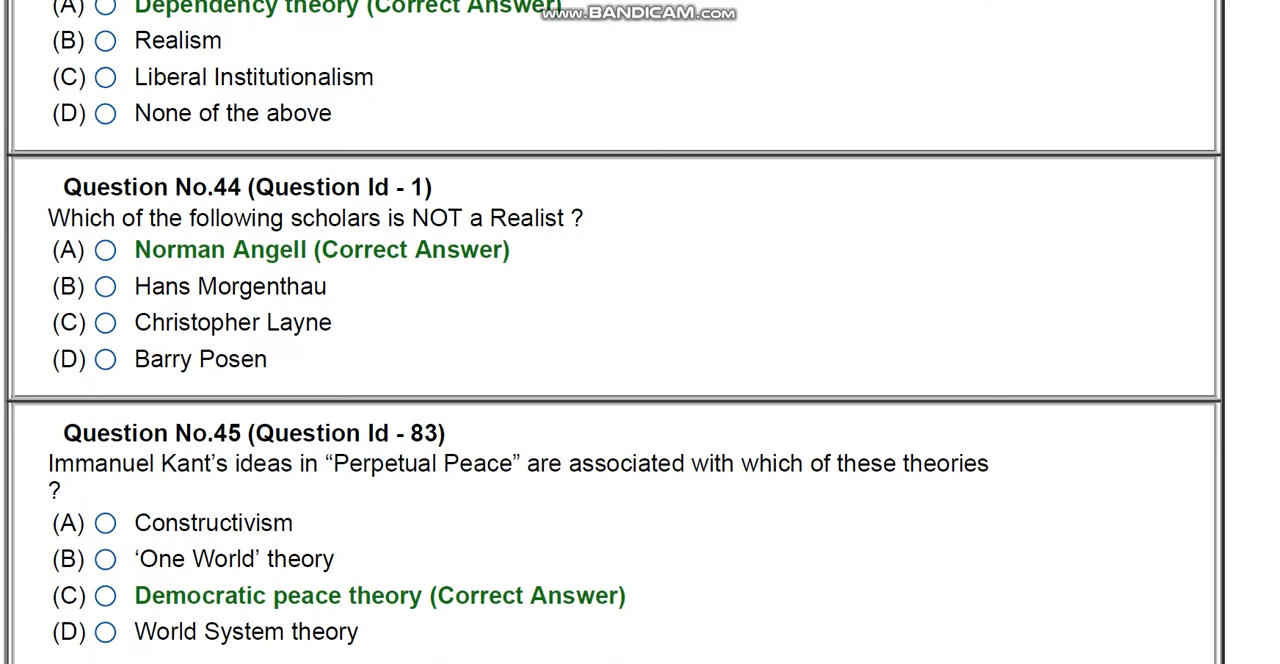 (A) Dependency theory (Correct Answer)
www.BANDICAM.com
(B) Realism
(C) Liberal Institutionalism
(D) None of the above
Question No.44 (Question Id - 1)
Which of the following scholars is NOT a Realist ?
(A) Norman Angell (Correct Answer)
(B) Hans Morgenthau
(C) Christopher Layne
(D) Barry Posen
Question No.45 (Question Id - 83)
Immanuel Kant’s ideas in “Perpetual Peace” are associated with which of these theories
?
(A) Constructivism
(B) ‘One World’ theory
(C) Democratic peace theory (Correct Answer)
(D) World System theory